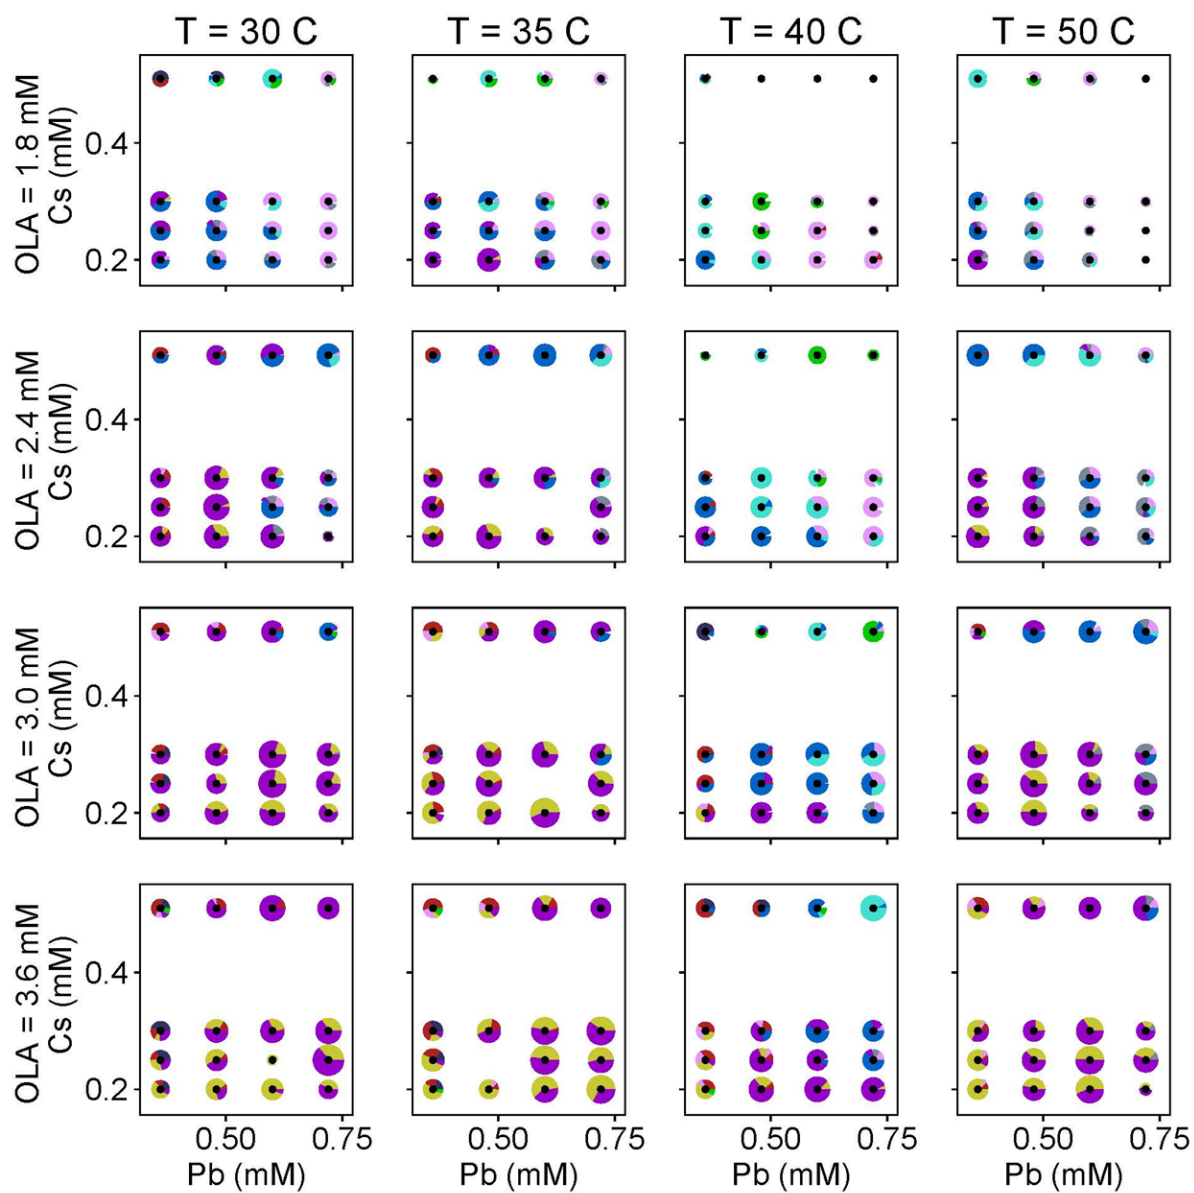 T = 30 C T = 35 C T = 40 C T = 50 C
OLA = 1.8 mM
Cs (mM)
0.4
0.2
OLA = 2.4 mM
Cs (mM)
0.4
0.2
OLA = 3.0 mM
Cs (mM)
0.4
0.2
OLA = 3.6 mM
Cs (mM)
0.4
0.2
0.50 0.75 0.50 0.75 0.50 0.75 0.50 0.75
Pb (mM) Pb (mM) Pb (mM) Pb (mM)